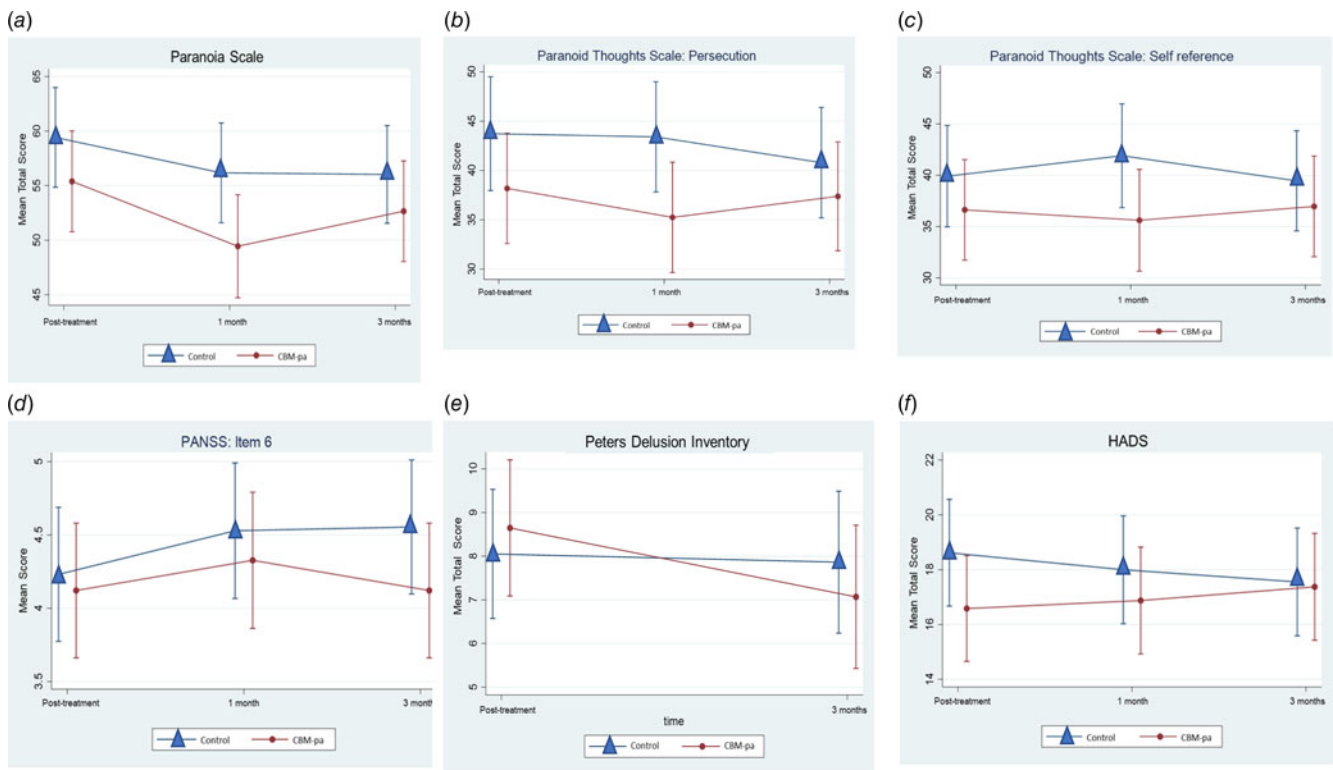 (a)
Paranoia Scale
Mean Total Score
65
60
55
50
45
Post-treatment 1 month 3 months
Control CBM-pa
(b)
Paranoid Thoughts Scale: Persecution
Mean Total Score
50
45
40
35
30
Post-treatment 1 month 3 months
Control CBM-pa
(c)
Paranoid Thoughts Scale: Self reference
Mean Total Score
50
45
40
35
30
Post-treatment 1 month 3 months
Control CBM-pa
(d)
PANSS: Item 6
Mean Total Score
5
4.5
4
3.5
Post-treatment 1 month 3 months
Control CBM-pa
(e)
Peters Delusion Inventory
Mean Total Score
10
9
8
7
6
5
Post-treatment 3 months
time
Control CBM-pa
(f)
HADS
Mean Total Score
22
20
18
16
14
Post-treatment 1 month 3 months
Control CBM-pa